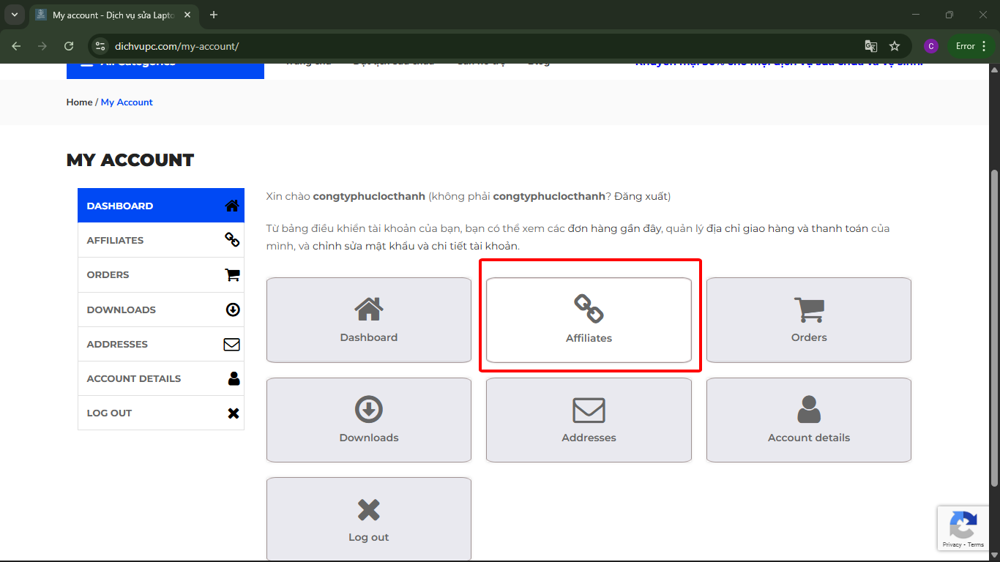 My account - Dịch vụ sửa Lapto
dichvupc.com/my-account/
C
Error
All Categories
Blog
Home / My Account
MY ACCOUNT
DASHBOARD
AFFILIATES
ORDERS
DOWNLOADS
ADDRESSES
ACCOUNT DETAILS
LOG OUT
Xin chào congtyphuclocthanh (không phải congtyphuclocthanh? Đăng xuất)
Từ bảng điều khiển tài khoản của bạn, bạn có thể xem các đơn hàng gần đây, quản lý địa chỉ giao hàng và thanh toán của
mình, và chỉnh sửa mật khẩu và chi tiết tài khoản.
Dashboard
Affiliates
Orders
Downloads
Addresses
Account details
Log out
Privacy - Terms